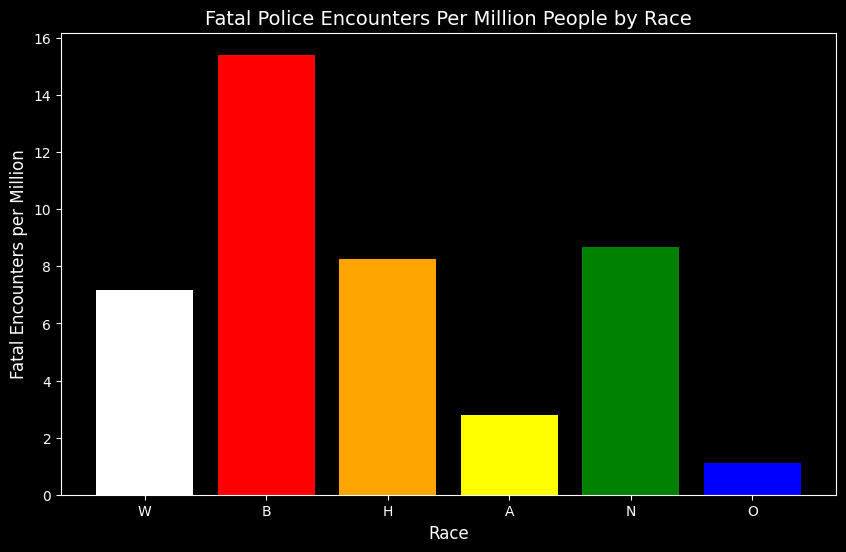 Fatal Police Encounters Per Million People by Race
Fatal Encounters per Million
16
14
12
10
8
6
4
2
0
W B H A N O
Race